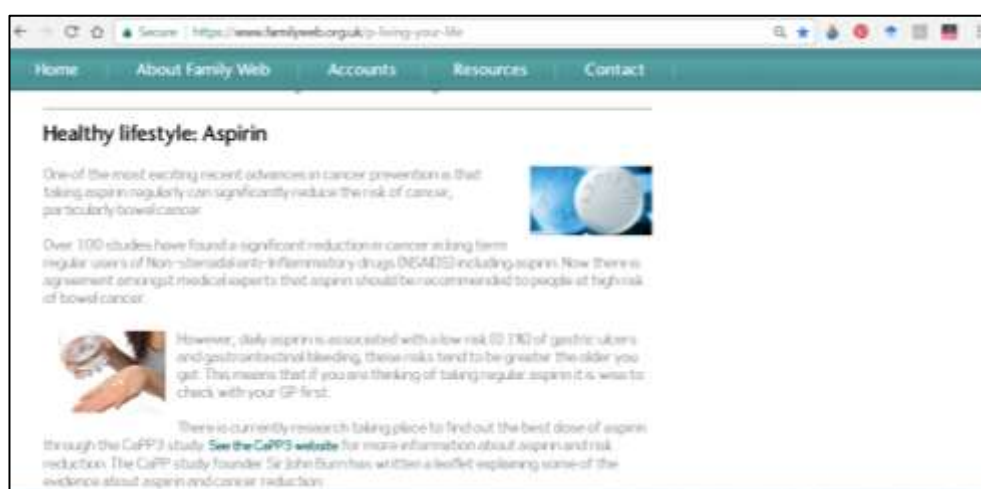 Secure | https://www.familyweb.org.uk/p-living-your-life
Home About Family Web Accounts Resources Contact
Healthy lifestyle: Aspirin
One of the most exciting recent advances in cancer prevention is that
taking aspirin regularly can significantly reduce the risk of cancer,
particularly bowel cancer.
Over 100 studies have found a significant reduction in cancer in long term
regular users of Non-steroidal anti-Inflammatory drugs (NSAIDS) including aspirin. Now there is
agreement amongst medical experts that aspirin should be recommended to people at high risk
of bowel cancer.
However, daily aspirin is associated with a low risk (0.1%) of gastric ulcers
and gastrointestinal bleeding, these risks tend to be greater the older you
get. This means that if you are thinking of taking regular aspirin it is wise to
check with your GP first.
There is currently research taking place to find out the best dose of aspirin
through the CaPP3 study. See the CaPP3 website for more information about aspirin and risk
reduction. The CaPP study founder Sir John Burn has written a leaflet explaining some of the
evidence about aspirin and cancer reduction.